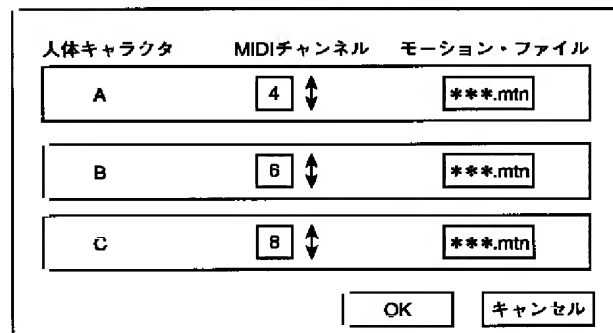 人体キャラクタ MIDIチャンネル モーション・ファイル
A 4 ***.mtn
B 6 ***.mtn
C 8 ***.mtn
OK キャンセル